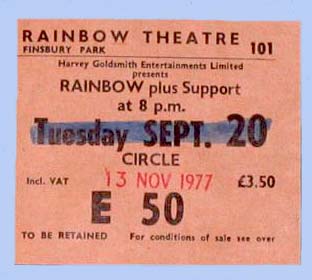 RAINBOW THEATRE
FINSBURY PARK 101
Harvey Goldsmith Entertainments Limited
presents
RAINBOW plus Support
at 8 p.m.
Tuesday SEPT. 20
CIRCLE
Incl. VAT 13 NOV 1977 £3.50
E 50
TO BE RETAINED For conditions of sale see over